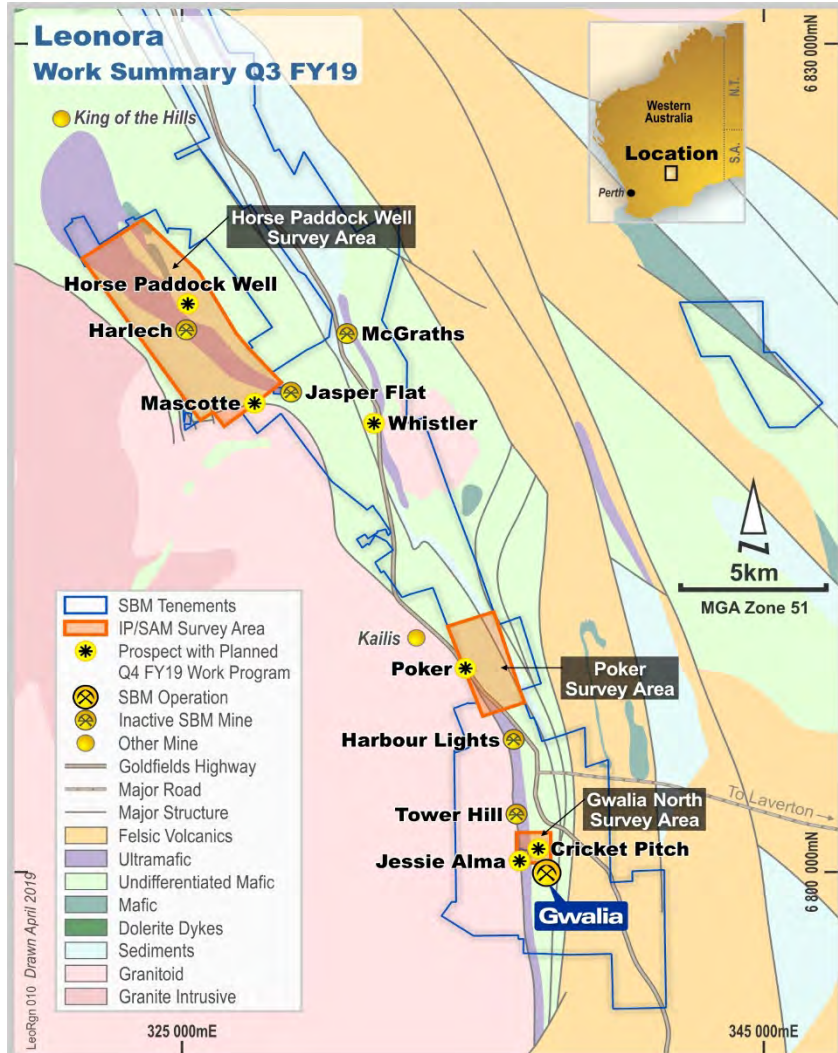 Leonora
Work Summary Q3 FY19
6 830 000mN
Western
Australia
N.T.
S.A.
Location
Perth
King of the Hills
Horse Paddock Well
Survey Area
Horse Paddock Well
Harlech
McGraths
Jasper Flat
Mascotte
Whistler
N
5km
MGA Zone 51
Kailis
Poker
Poker
Survey Area
Harbour Lights
To Laverton
Tower Hill
Gwalia North
Survey Area
Cricket Pitch
Jessie Alma
Gwalia
6 800 000mN
SBM Tenements
IP/SAM Survey Area
Prospect with Planned
Q4 FY19 Work Program
SBM Operation
Inactive SBM Mine
Other Mine
Goldfields Highway
Major Road
Major Structure
Felsic Volcanics
Ultramafic
Undifferentiated Mafic
Mafic
Dolerite Dykes
Sediments
Granitoid
Granite Intrusive
LeoRgn 010 Drawn April 2019
325 000mE
345 000mE